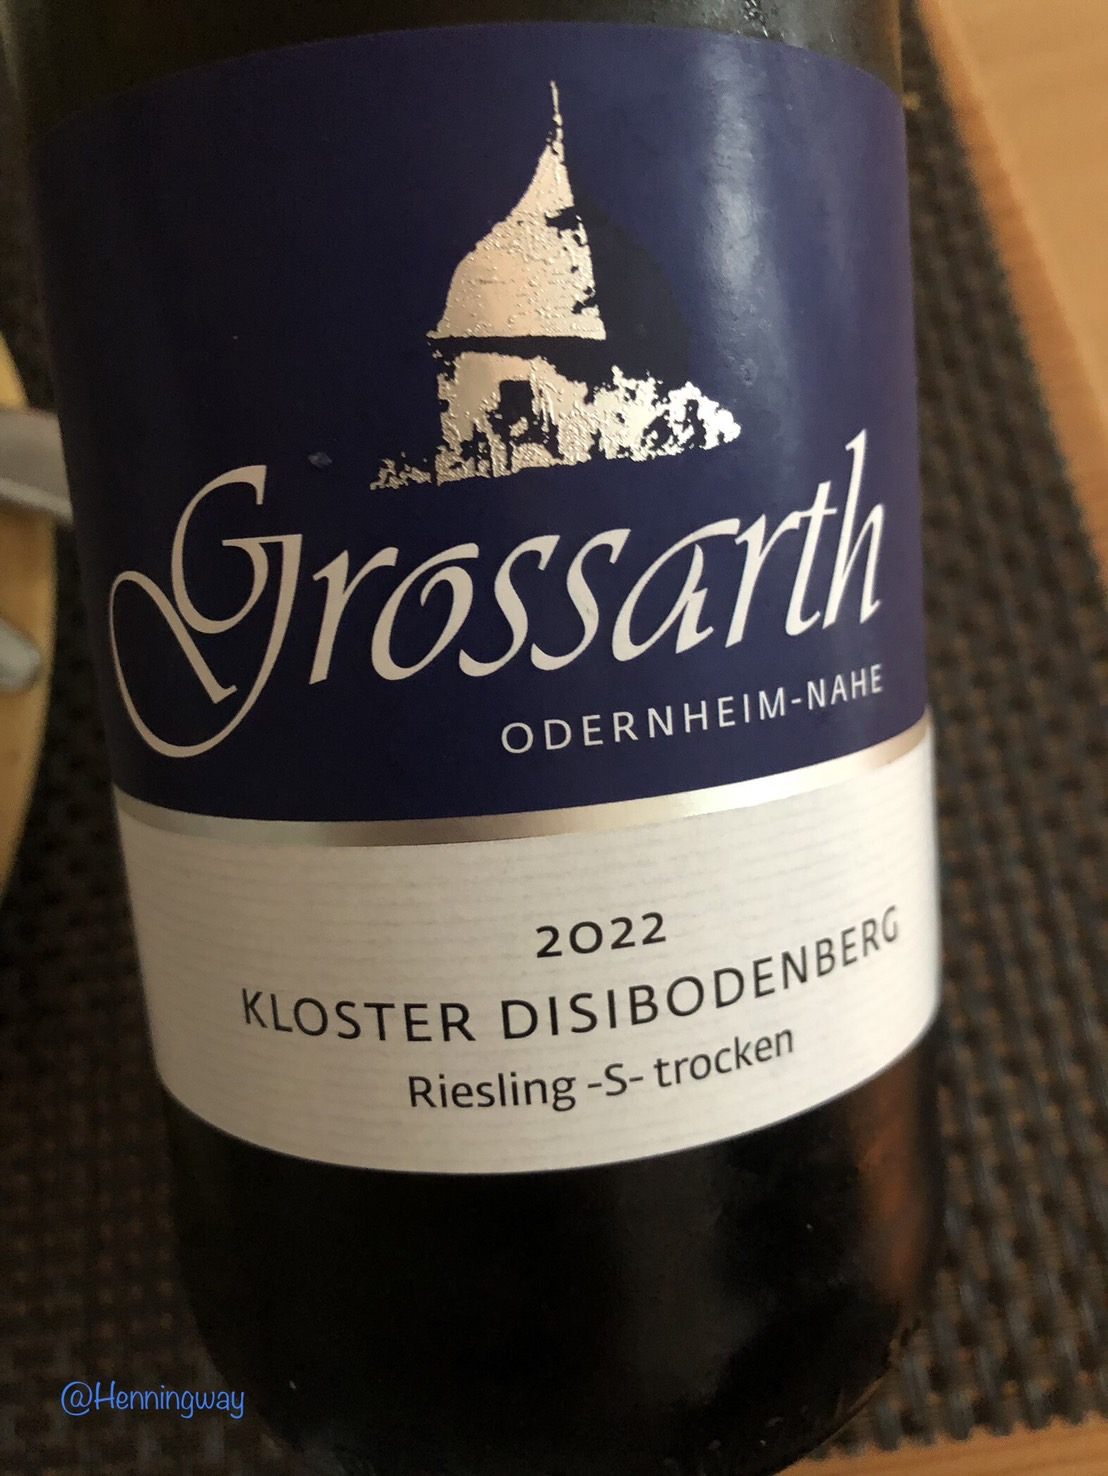 Grossarth
ODERNHEIM-NAHE
2022
KLOSTER DISIBODENBERG
Riesling -S- trocken
@Henningway